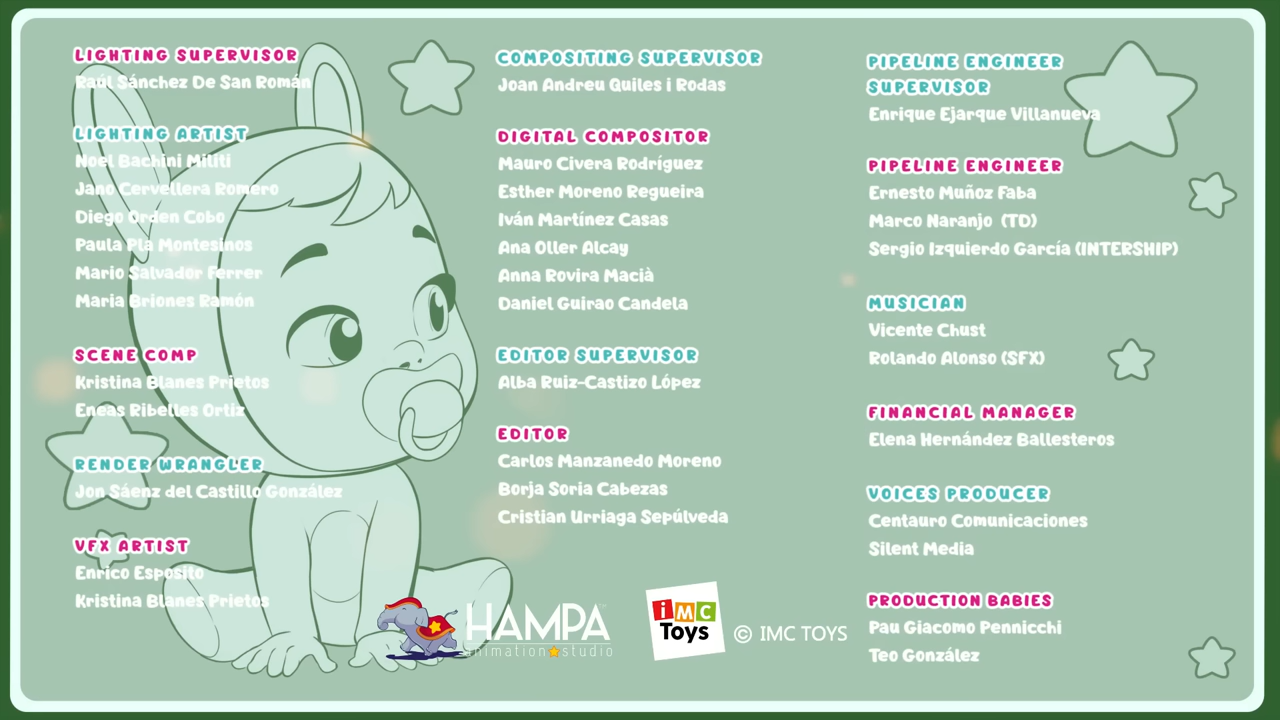 LIGHTING SUPERVISOR
Raúl Sánchez De San Román
LIGHTING ARTIST
Noel Bachini Militi
Jano Cervellera Romero
Diego Orden Cobo
Paula Pla Montesinos
Mario Salvador Ferrer
Maria Briones Ramón
SCENE COMP
Kristina Blanes Prietos
Eneas Ribelles Ortiz
RENDER WRANGLER
Jon Sáenz del Castillo González
VFX ARTIST
Enrico Esposito
Kristina Blanes Prietos
COMPOSITING SUPERVISOR
Joan Andreu Quiles i Rodas
DIGITAL COMPOSITOR
Mauro Civera Rodríguez
Esther Moreno Regueira
Iván Martínez Casas
Ana Oller Alcay
Anna Rovira Macià
Daniel Guirao Candela
EDITOR SUPERVISOR
Alba Ruiz-Castizo López
EDITOR
Carlos Manzanedo Moreno
Borja Soria Cabezas
Cristian Urriaga Sepúlveda
HAMPA
animation studio
iMC
Toys
© IMC TOYS
PIPELINE ENGINEER
SUPERVISOR
Enrique Ejarque Villanueva
PIPELINE ENGINEER
Ernesto Muñoz Faba
Marco Naranjo (TD)
Sergio Izquierdo García (INTERSHIP)
MUSICIAN
Vicente Chust
Rolando Alonso (SFX)
FINANCIAL MANAGER
Elena Hernández Ballesteros
VOICES PRODUCER
Centauro Comunicaciones
Silent Media
PRODUCTION BABIES
Pau Giacomo Pennicchi
Teo González